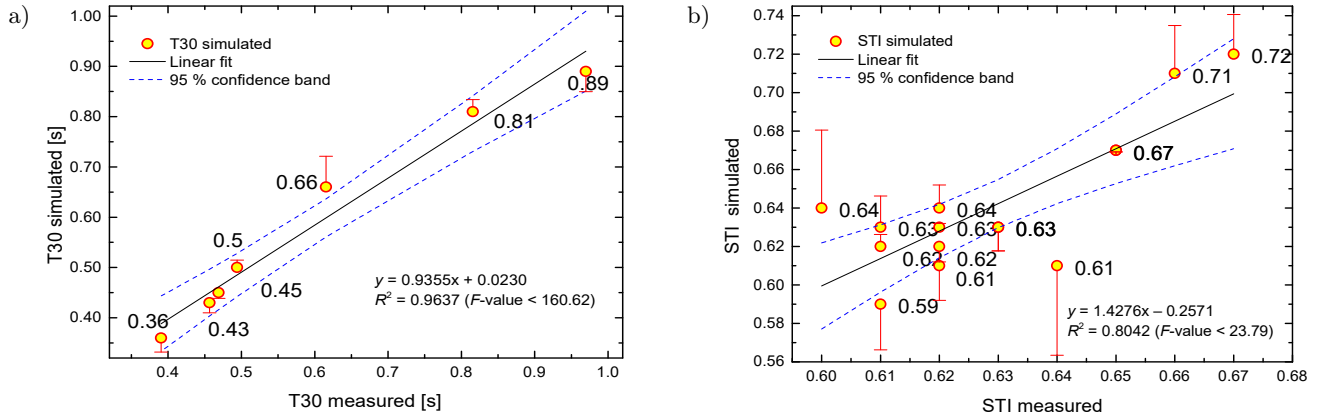 a)
1.00
0.90
0.80
0.70
0.60
0.50
0.40
T30 simulated [s]
T30 simulated
Linear fit
95 % confidence band
0.89
0.81
0.66
0.5
0.45
0.43
0.36
y = 0.9355x + 0.0230
R² = 0.9637 (F-value < 160.62)
0.4 0.5 0.6 0.7 0.8 0.9 1.0
T30 measured [s]
b)
0.74
0.72
0.70
0.68
0.66
0.64
0.62
0.60
0.58
0.56
STI simulated
STI simulated
Linear fit
95 % confidence band
0.72
0.71
0.67
0.64 0.64
0.63 0.63 0.63
0.62 0.62
0.61 0.61
0.59
y = 1.4276x – 0.2571
R² = 0.8042 (F-value < 23.79)
0.60 0.61 0.62 0.63 0.64 0.65 0.66 0.67 0.68
STI measured